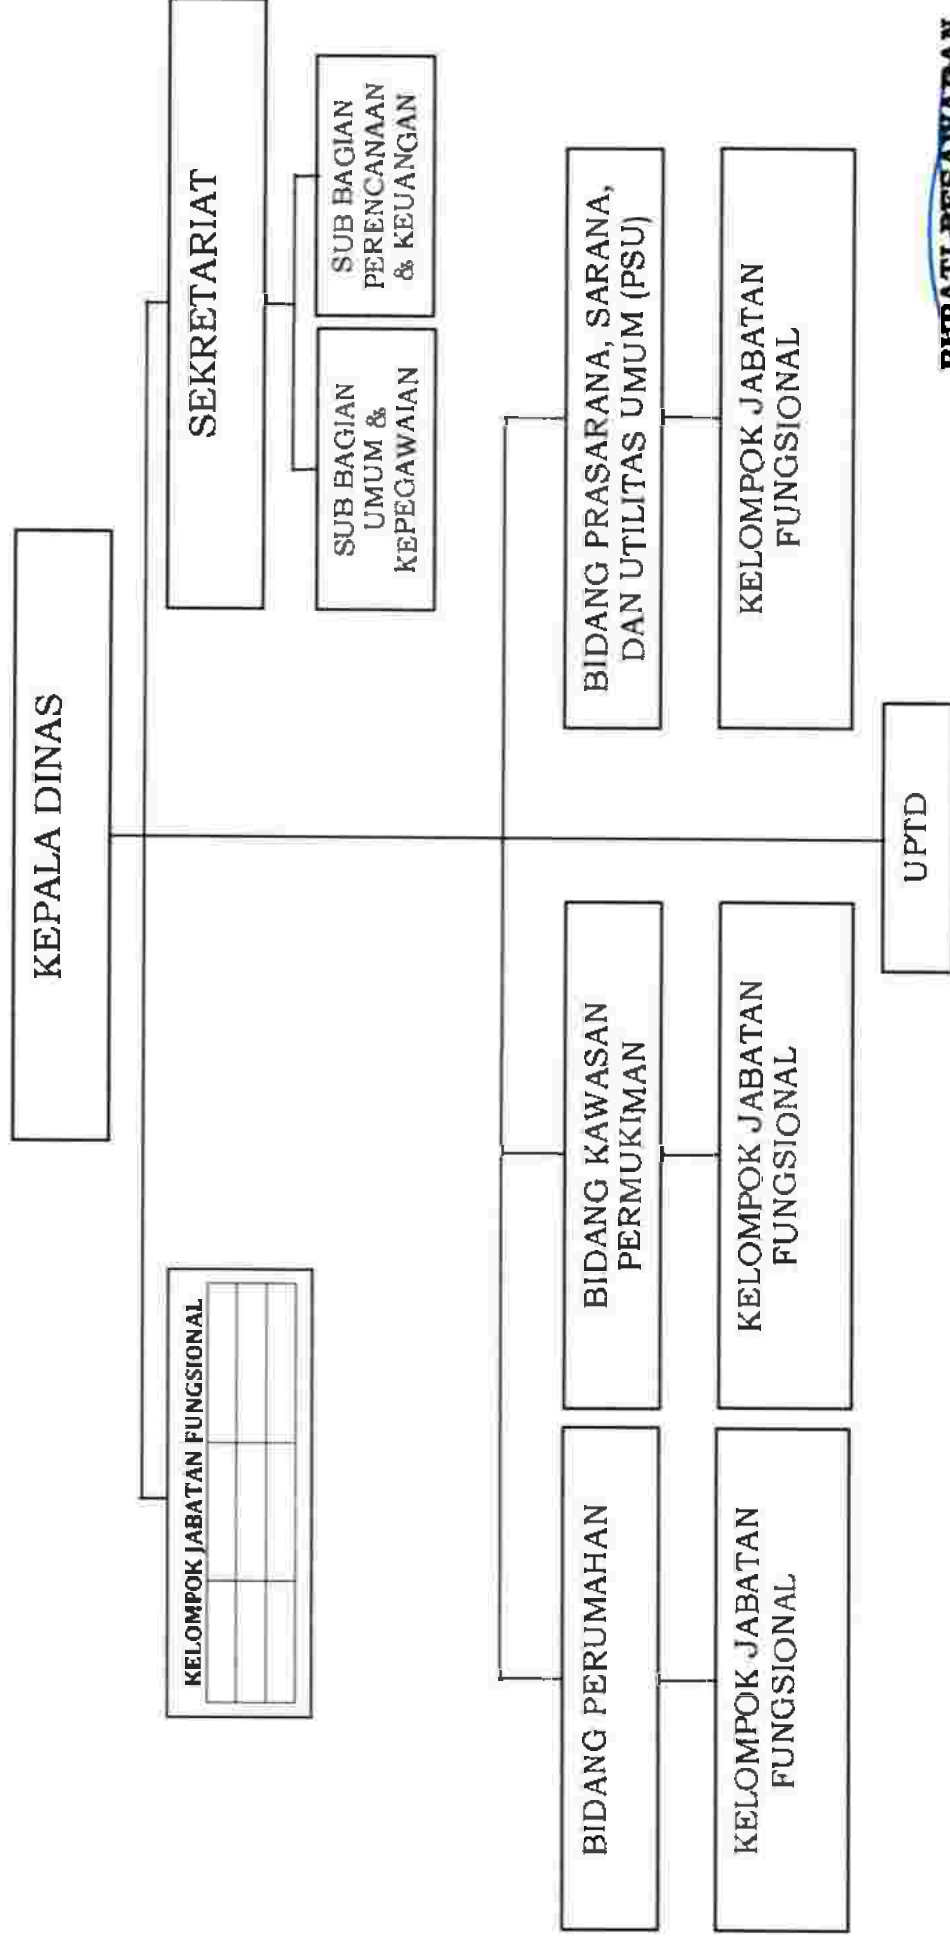 KEPALA DINAS
KELOMPOK JABATAN FUNGSIONAL
SEKRETARIAT
SUB BAGIAN
UMUM &
KEPEGAWAIAN
SUB BAGIAN
PERENCANAAN
& KEUANGAN
BIDANG PERUMAHAN
BIDANG KAWASAN
PERMUKIMAN
BIDANG PRASARANA, SARANA,
DAN UTILITAS UMUM (PSU)
KELOMPOK JABATAN
FUNGSIONAL
KELOMPOK JABATAN
FUNGSIONAL
KELOMPOK JABATAN
FUNGSIONAL
UPTD